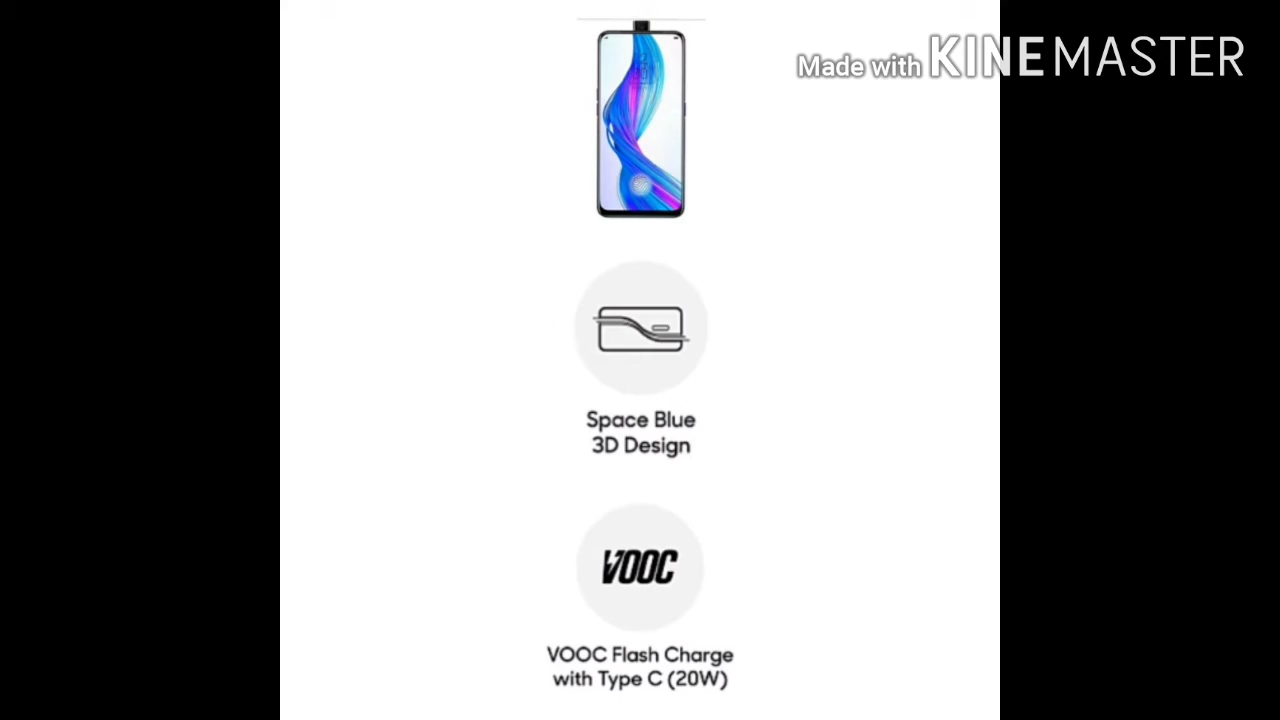 Made with KINEMASTER
Space Blue
3D Design
VOOC
VOOC Flash Charge
with Type C (20W)